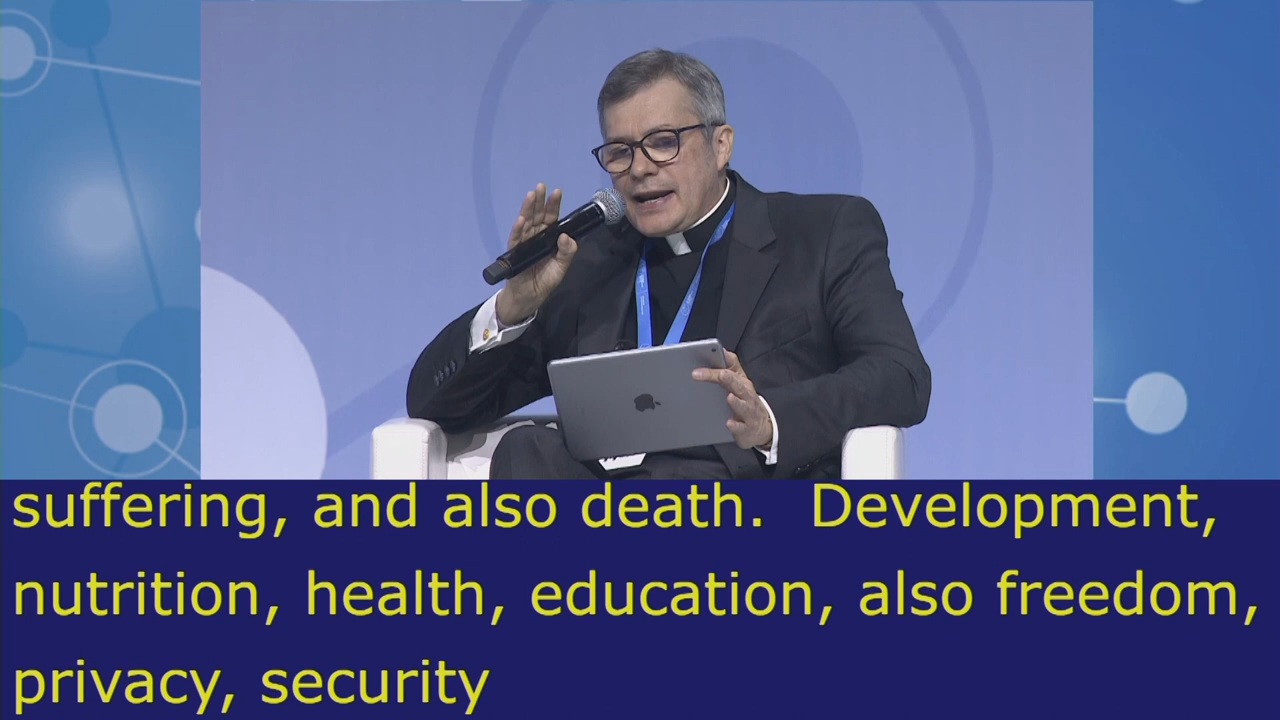 suffering, and also death.  Development,
nutrition, health, education, also freedom,
privacy, security